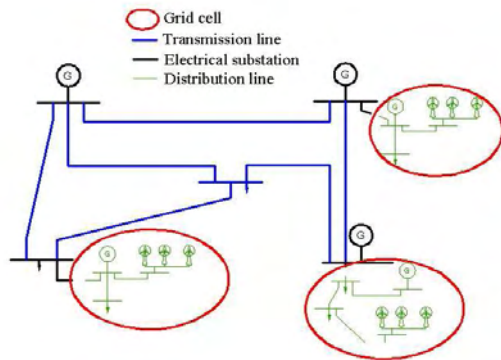 Grid cell
Transmission line
Electrical substation
Distribution line
G
G
G
G
G
G